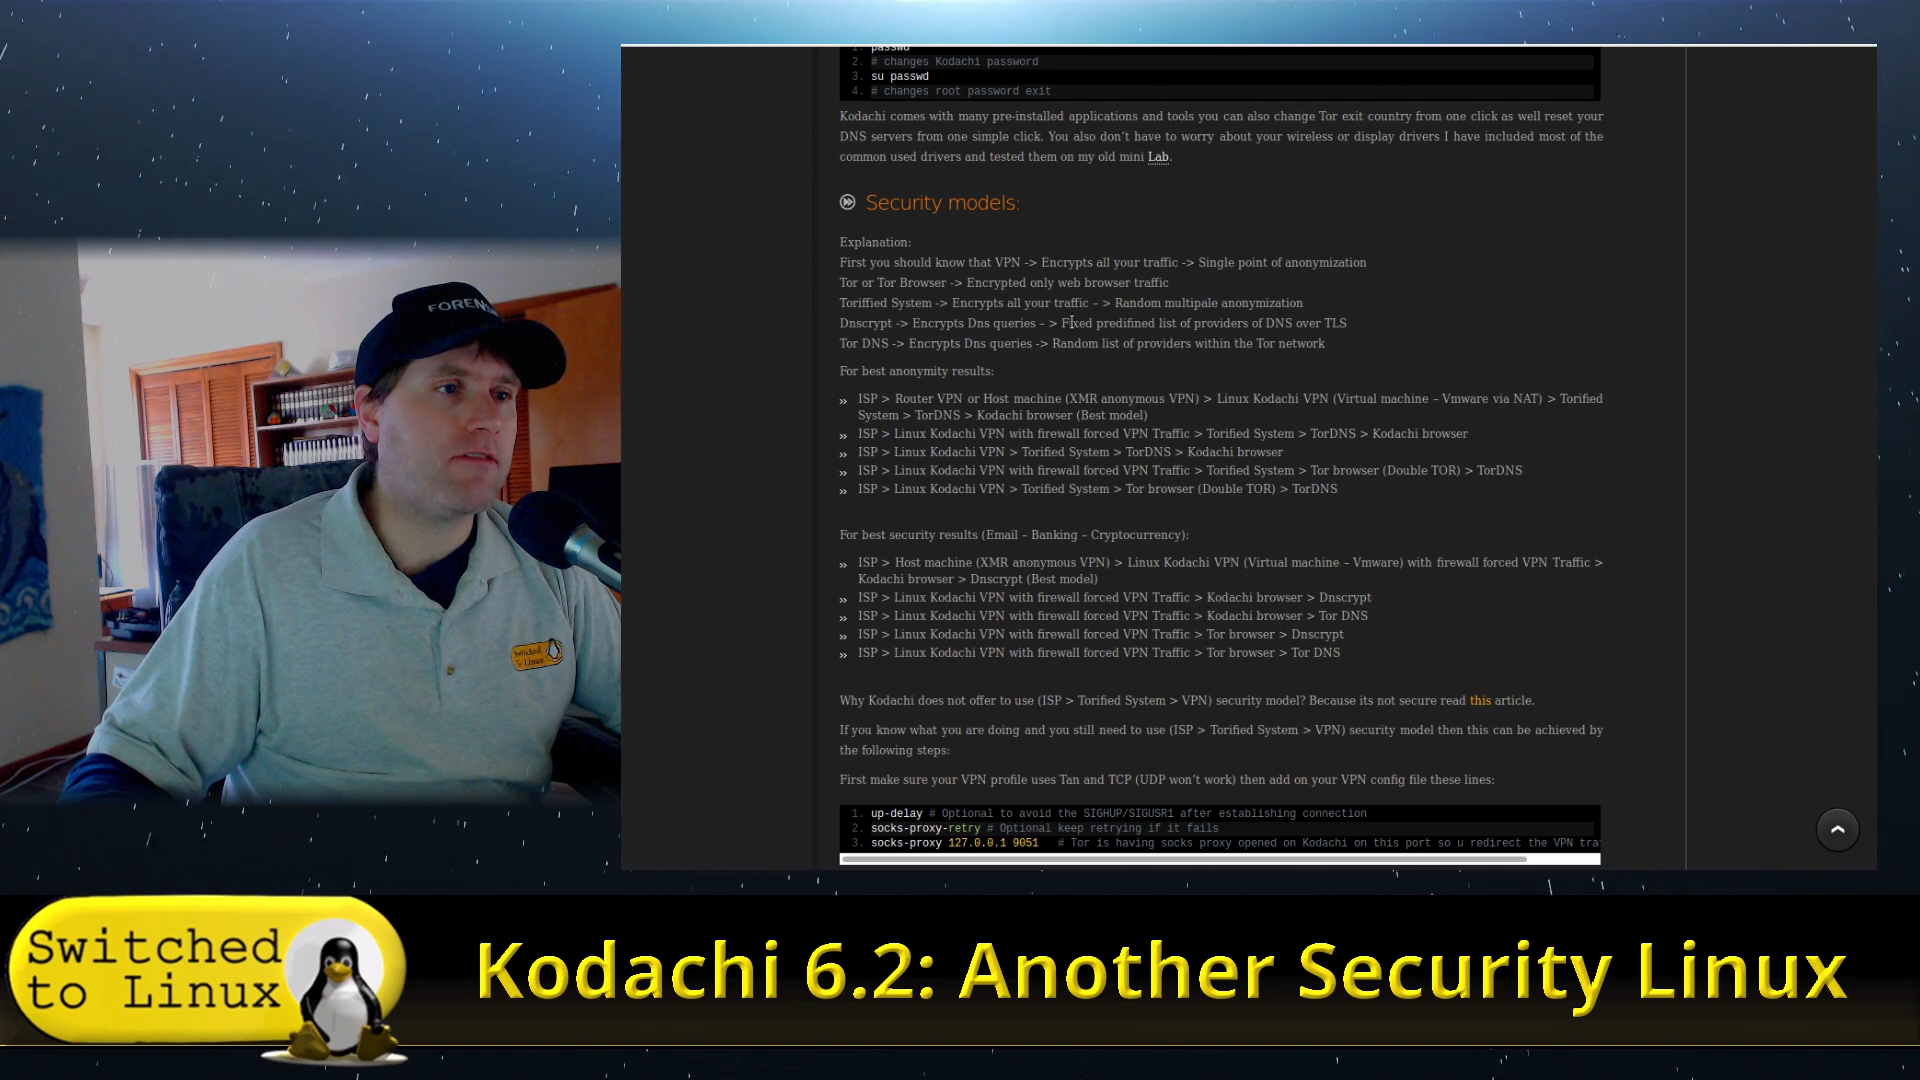 1. passwd
2. # changes Kodachi password
3. su passwd
4. # changes root password exit
Kodachi comes with many pre-installed applications and tools you can also change Tor exit country from one click as well reset your
DNS servers from one simple click. You also don't have to worry about your wireless or display drivers I have included most of the
common used drivers and tested them on my old mini Lab.
Security models:
Explanation:
First you should know that VPN -> Encrypts all your traffic -> Single point of anonymization
Tor or Tor Browser -> Encrypted only web browser traffic
Toriffied System -> Encrypts all your traffic – > Random multipale anonymization
Dnscrypt -> Encrypts Dns queries – > Fixed predifined list of providers of DNS over TLS
Tor DNS -> Encrypts Dns queries -> Random list of providers within the Tor network
For best anonymity results:
» ISP > Router VPN or Host machine (XMR anonymous VPN) > Linux Kodachi VPN (Virtual machine – Vmware via NAT) > Torified
System > TorDNS > Kodachi browser (Best model)
» ISP > Linux Kodachi VPN with firewall forced VPN Traffic > Torified System > TorDNS > Kodachi browser
» ISP > Linux Kodachi VPN > Torified System > TorDNS > Kodachi browser
» ISP > Linux Kodachi VPN with firewall forced VPN Traffic > Torified System > Tor browser (Double TOR) > TorDNS
» ISP > Linux Kodachi VPN > Torified System > Tor browser (Double TOR) > TorDNS
For best security results (Email – Banking – Cryptocurrency):
» ISP > Host machine (XMR anonymous VPN) > Linux Kodachi VPN (Virtual machine – Vmware) with firewall forced VPN Traffic >
Kodachi browser > Dnscrypt (Best model)
» ISP > Linux Kodachi VPN with firewall forced VPN Traffic > Kodachi browser > Dnscrypt
» ISP > Linux Kodachi VPN with firewall forced VPN Traffic > Kodachi browser > Tor DNS
» ISP > Linux Kodachi VPN with firewall forced VPN Traffic > Tor browser > Dnscrypt
» ISP > Linux Kodachi VPN with firewall forced VPN Traffic > Tor browser > Tor DNS
Why Kodachi does not offer to use (ISP > Torified System > VPN) security model? Because its not secure read this article.
If you know what you are doing and you still need to use (ISP > Torified System > VPN) security model then this can be achieved by
the following steps:
First make sure your VPN profile uses Tan and TCP (UDP won't work) then add on your VPN config file these lines:
1. up-delay # Optional to avoid the SIGHUP/SIGUSR1 after establishing connection
2. socks-proxy-retry # Optional keep retrying if it fails
3. socks-proxy 127.0.0.1 9051 # Tor is having socks proxy opened on Kodachi on this port so u redirect the VPN
FOREN
Switched
to Linux
Switched
to Linux
Kodachi 6.2: Another Security Linux